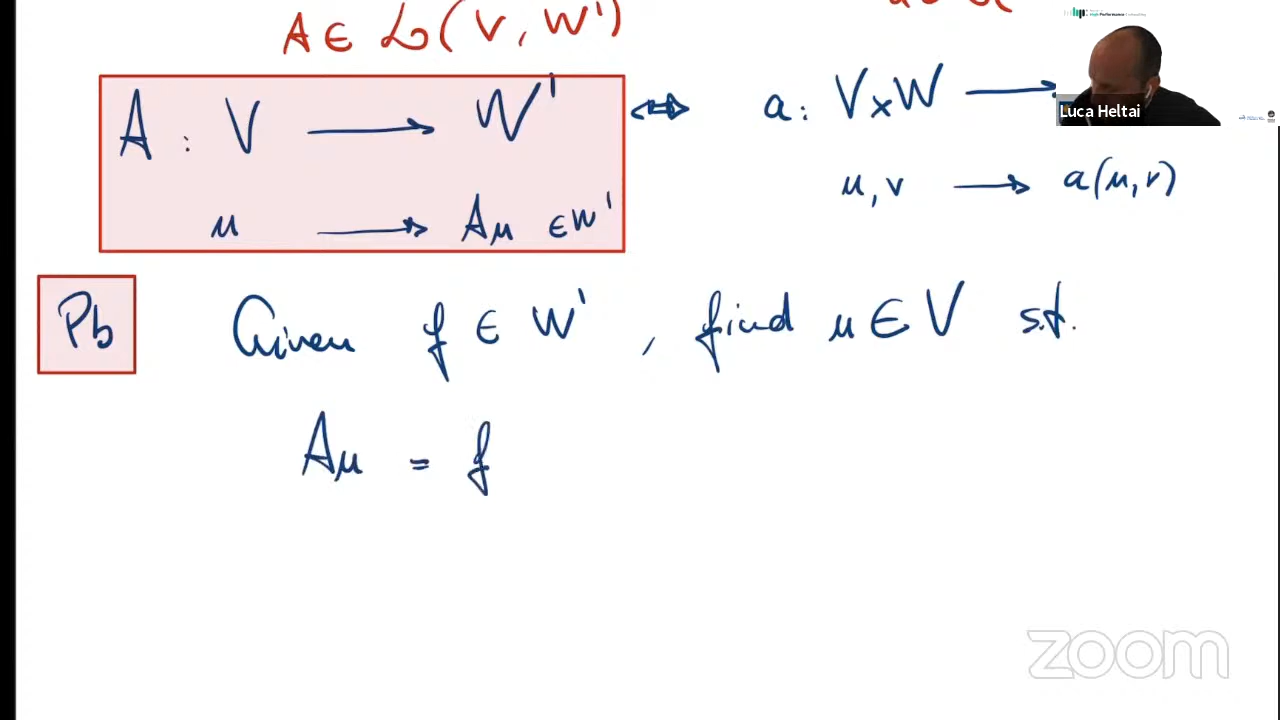 A ∈ L(V, W')
A : V → W' ⟺ a : V×W →
u → Au ∈ W' u, v → a(u,v)
Pb Given f ∈ W', find u ∈ V s.t.
Au = f
Luca Heltai
zoom